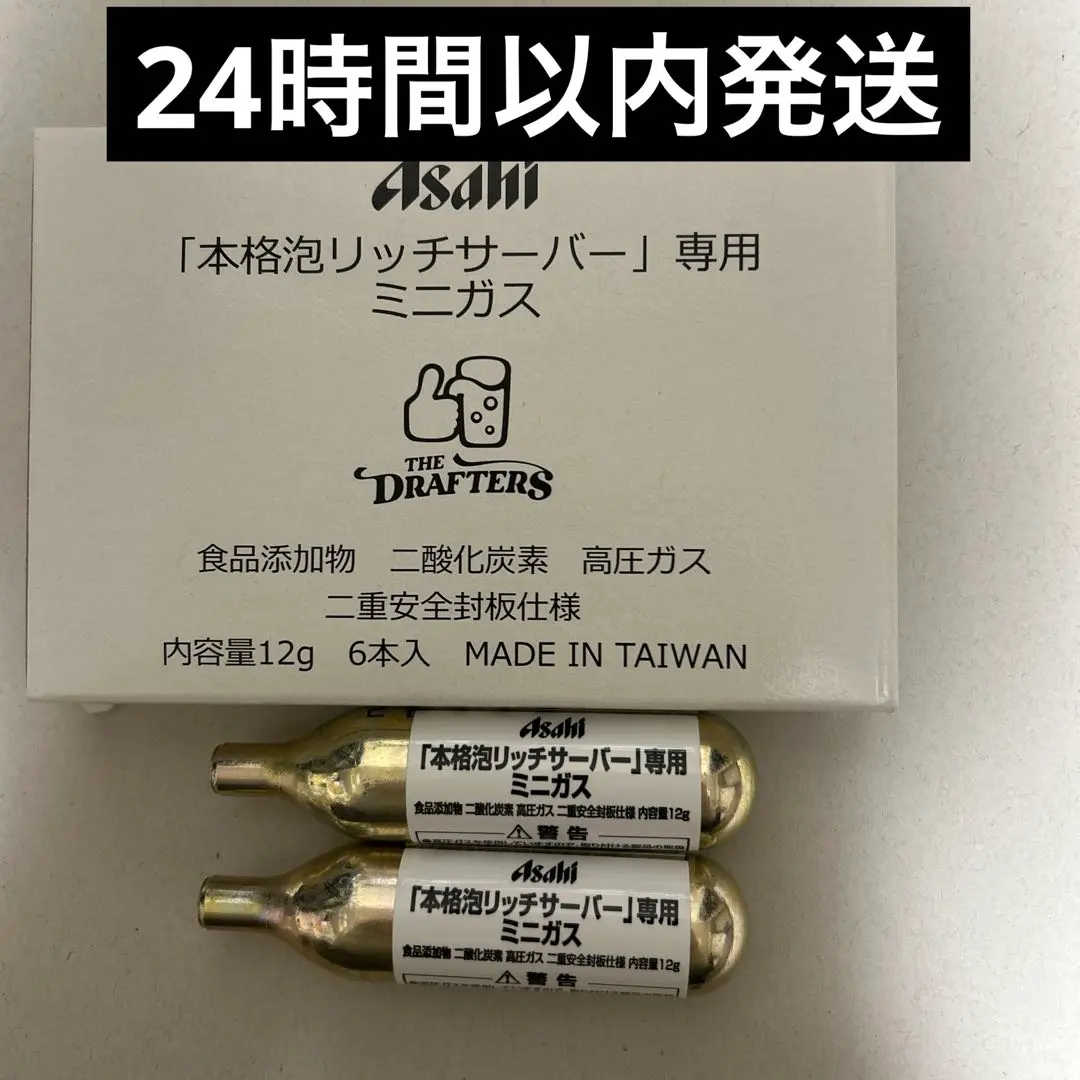 24時間以内発送
Asahi
「本格泡リッチサーバー」専用
ミニガス
THE
DRAFTERS
食品添加物　二酸化炭素　高圧ガス
二重安全封板仕様
内容量12g　6本入　MADE IN TAIWAN
Asahi
「本格泡リッチサーバー」専用
ミニガス
食品添加物 二酸化炭素 高圧ガス 二重安全封板仕様 内容量12g
警告
Asahi
「本格泡リッチサーバー」専用
ミニガス
食品添加物 二酸化炭素 高圧ガス 二重安全封板仕様 内容量12g
警告